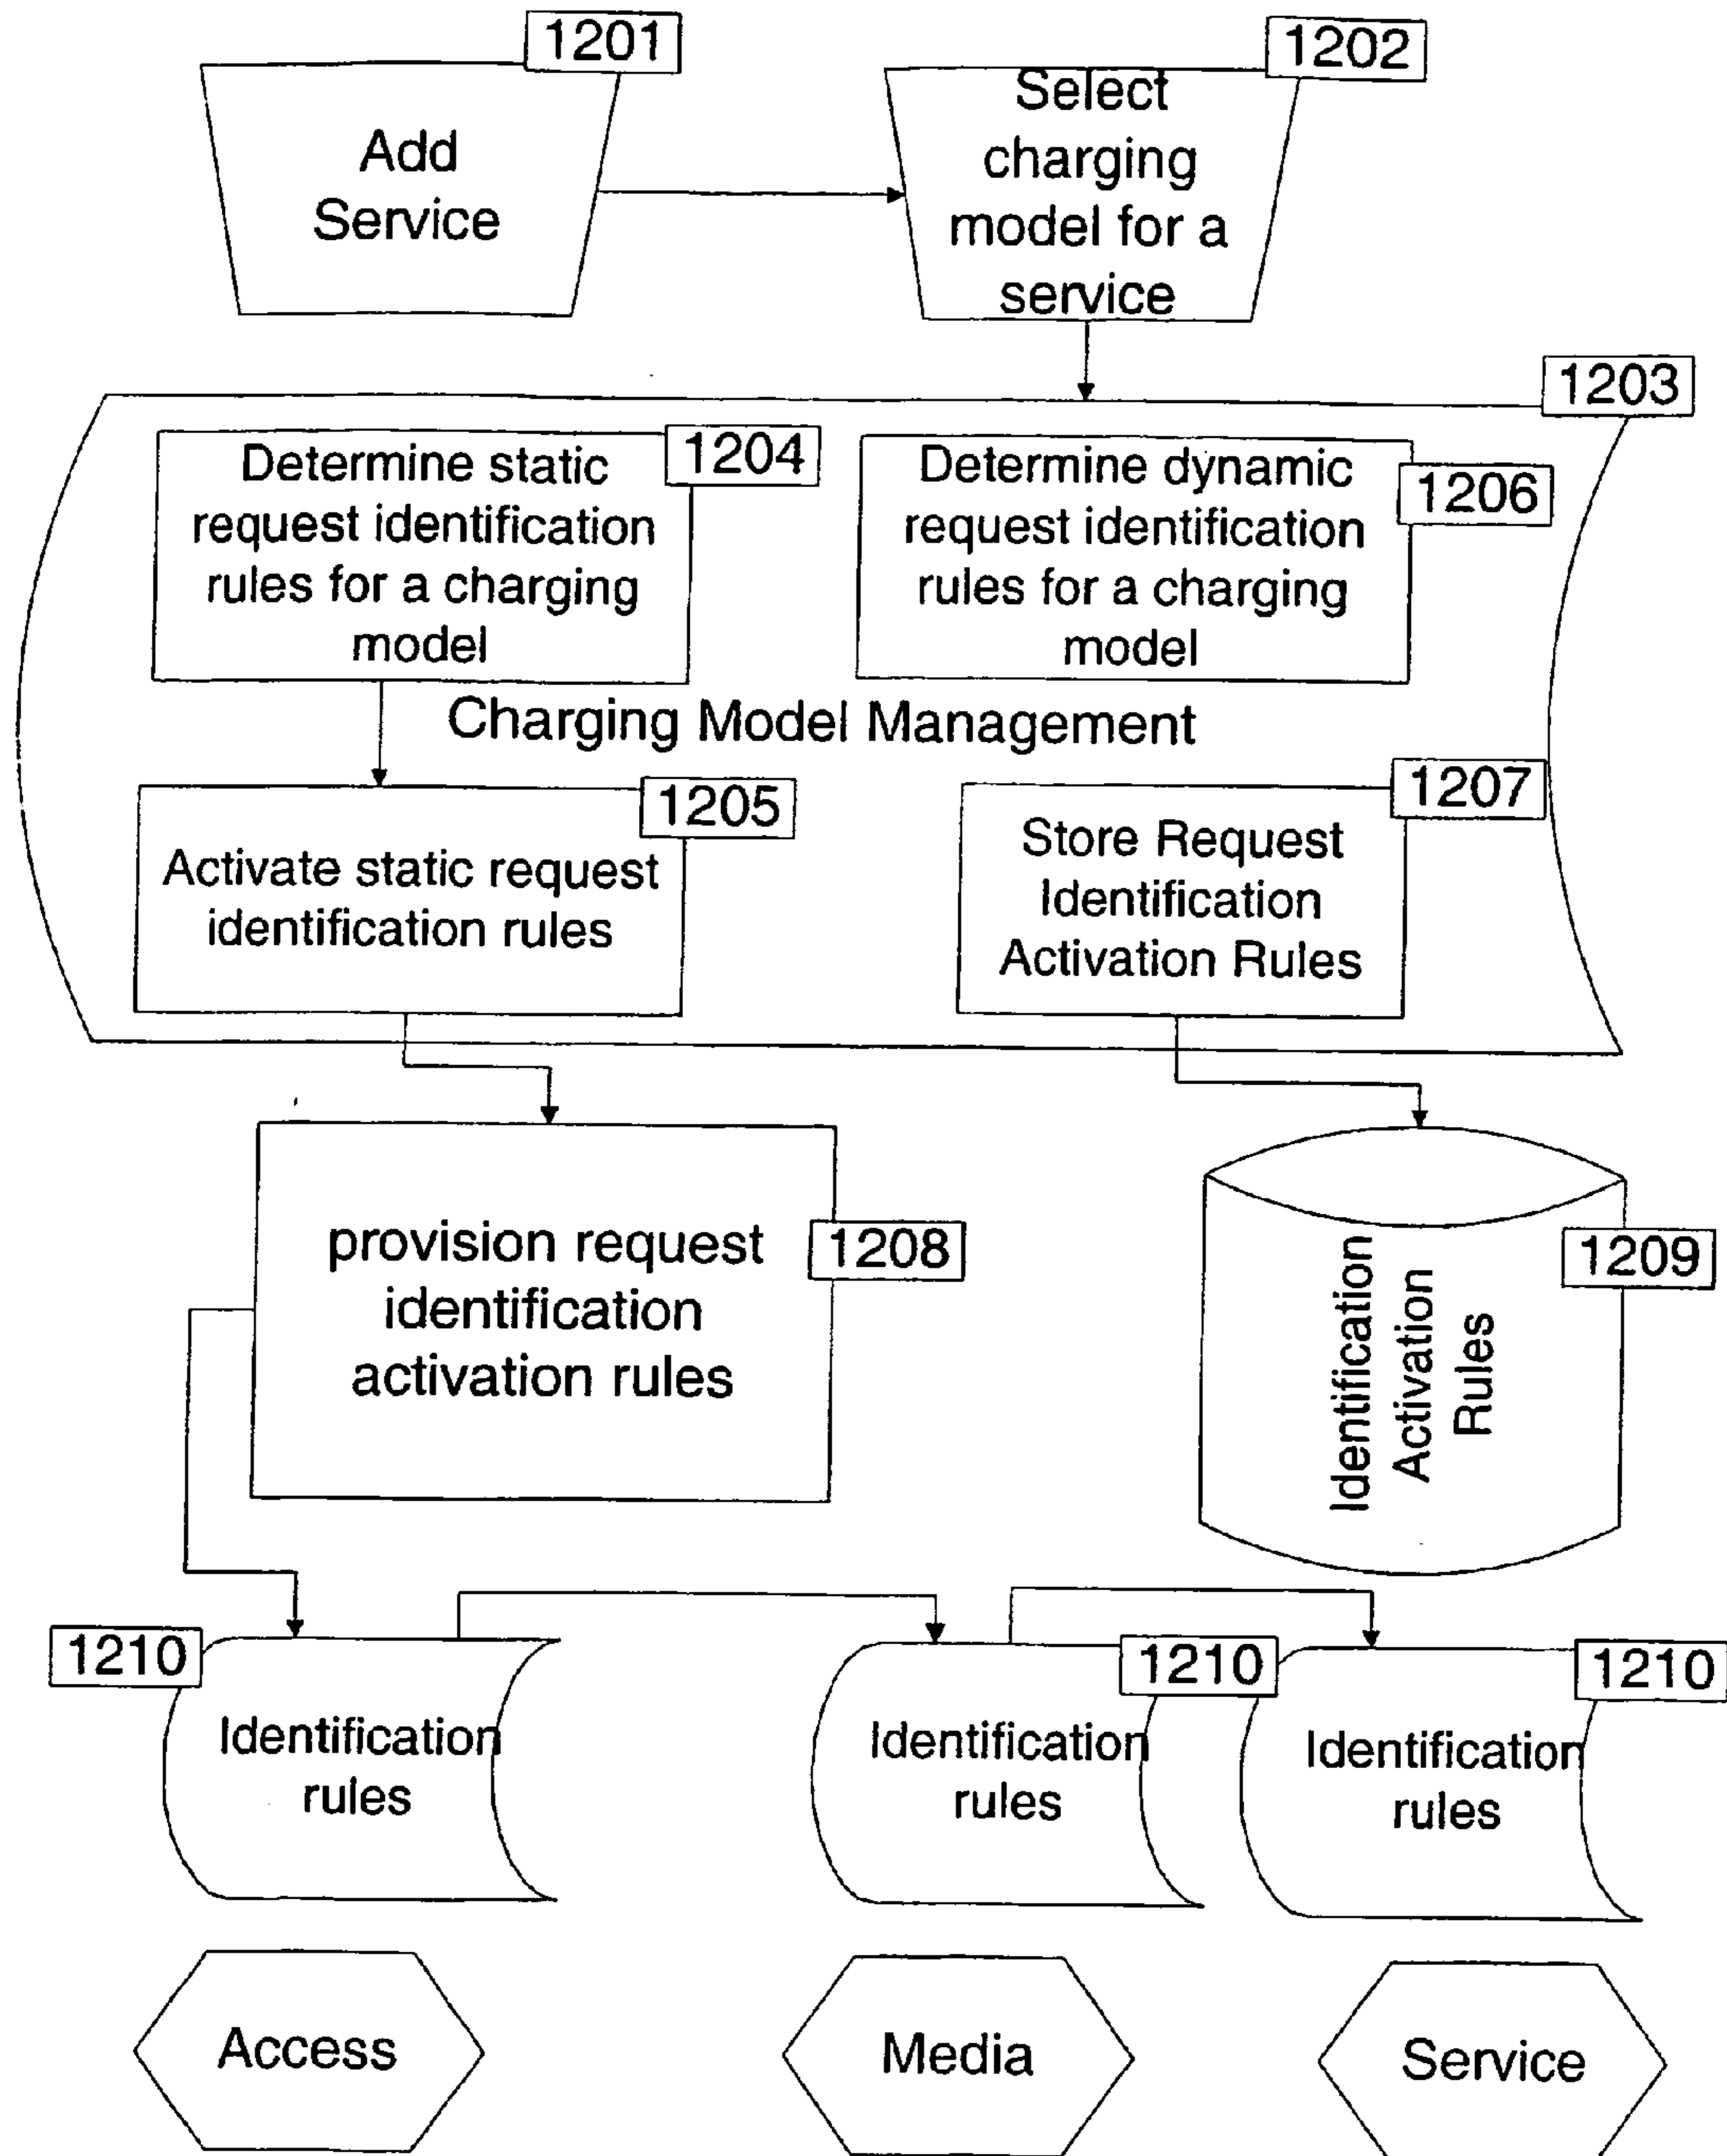 1201
Add
Service
1202
Select
charging
model for a
service
1203
1204
Determine static
request identification
rules for a charging
model
1206
Determine dynamic
request identification
rules for a charging
model
Charging Model Management
1205
Activate static request
identification rules
1207
Store Request
Identification
Activation Rules
provision request
identification
activation rules
1208
Identification
Activation
Rules
1209
1210
Identification
rules
1210
Identification
rules
1210
Identification
rules
Access
Media
Service